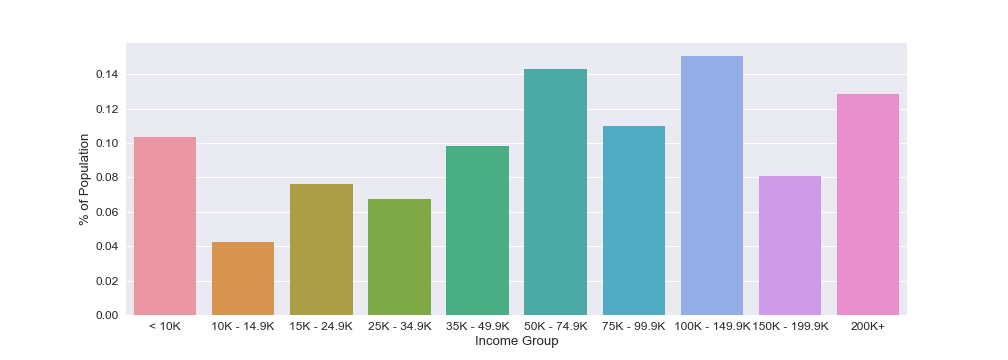 0.14
0.12
0.10
0.08
0.06
0.04
0.02
0.00
% of Population
< 10K
10K - 14.9K
15K - 24.9K
25K - 34.9K
35K - 49.9K
50K - 74.9K
75K - 99.9K
100K - 149.9K
150K - 199.9K
200K+
Income Group